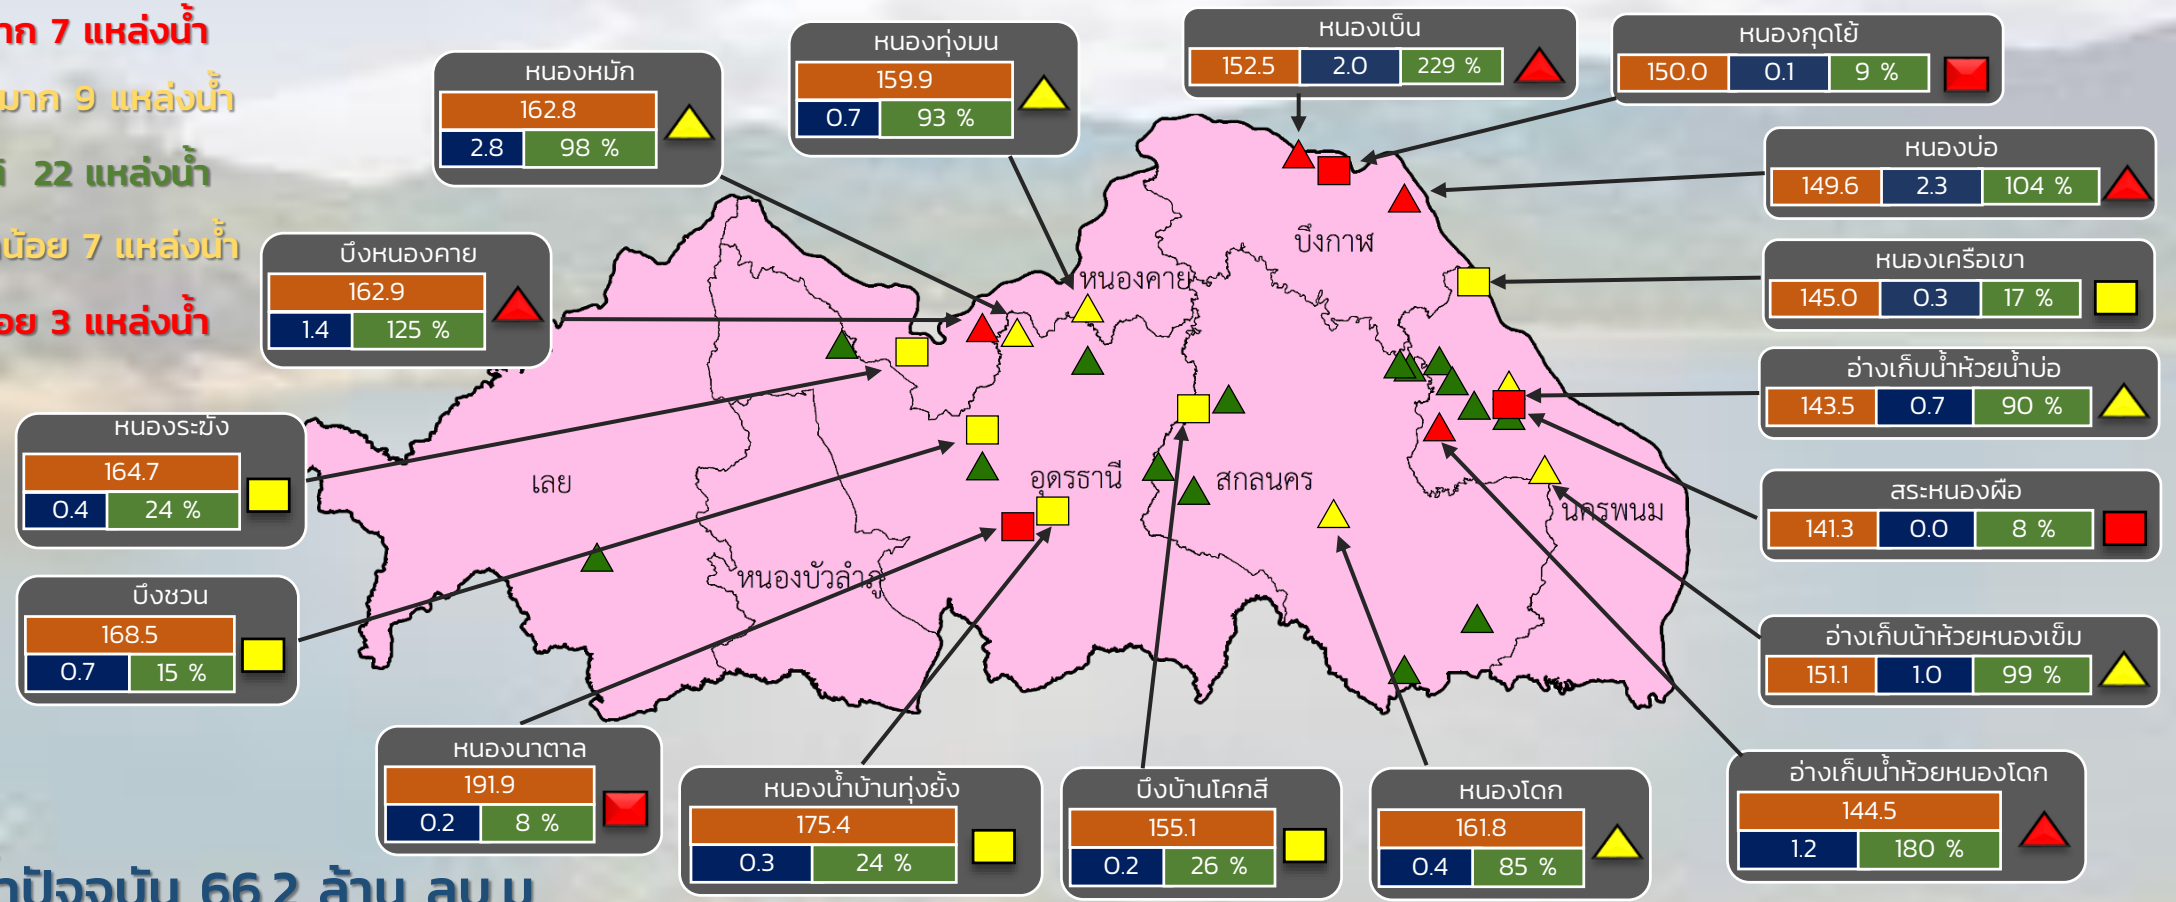 7 แหล่งน้ำ
มาก 9 แหล่งน้ำ
22 แหล่งน้ำ
น้อย 7 แหล่งน้ำ
3 แหล่งน้ำ
หนองหมัก
162.8
2.8 98 %
หนองทุ่งมน
159.9
0.7 93 %
หนองเบ็น
152.5 2.0 229 %
หนองกุดโย้
150.0 0.1 9 %
หนองบ่อ
149.6 2.3 104 %
บึงหนองคาย
162.9
1.4 125 %
หนองเครือเขา
145.0 0.3 17 %
อ่างเก็บน้ำห้วยน้ำบ่อ
143.5 0.7 90 %
หนองระฆัง
164.7
0.4 24 %
สระหนองผือ
141.3 0.0 8 %
บึงชวน
168.5
0.7 15 %
อ่างเก็บน้าห้วยหนองเข็ม
151.1 1.0 99 %
บึงกาฬ
หนองคาย
เลย
อุดรธานี
สกลนคร
นครพนม
หนองบัวลำภู
หนองนาตาล
191.9
0.2 8 %
หนองน้ำบ้านทุ่งยั้ง
175.4
0.3 24 %
บึงบ้านโคกสี
155.1
0.2 26 %
หนองโดก
161.8
0.4 85 %
อ่างเก็บน้ำห้วยหนองโดก
144.5
1.2 180 %
ปัจจุบัน 66.2 ล้าน ลบ.ม